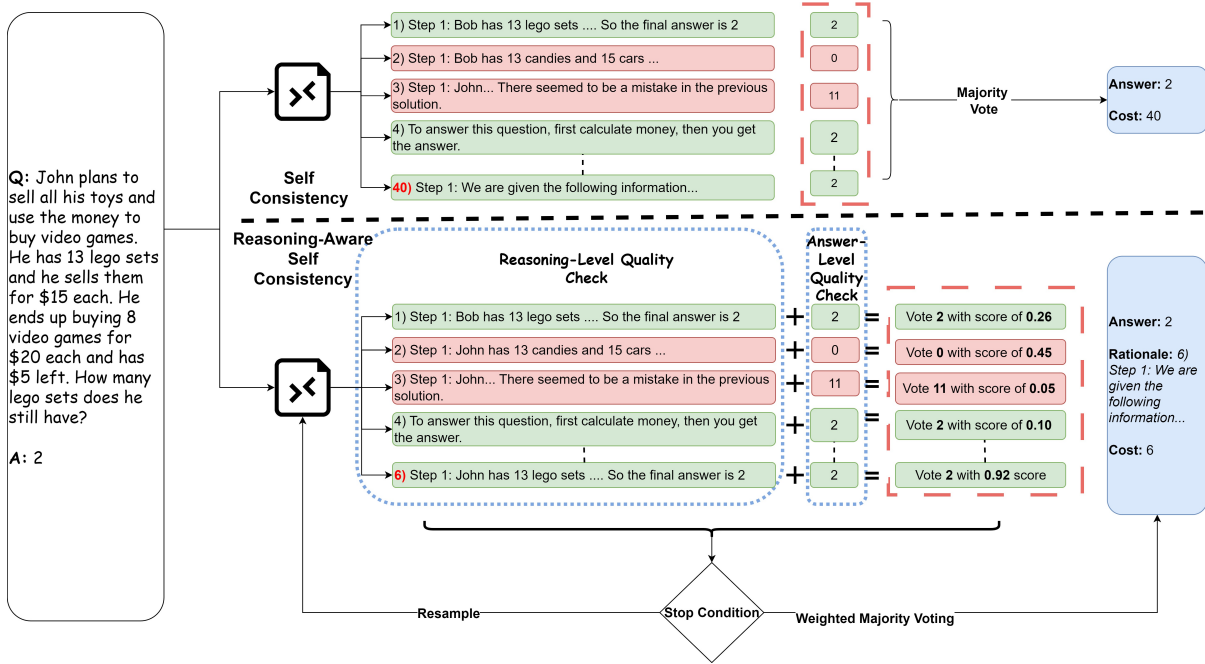 Q: John plans to
sell all his toys and
use the money to
buy video games.
He has 13 lego sets
and he sells them
for $15 each. He
ends up buying 8
video games for
$20 each and has
$5 left. How many
lego sets does he
still have?
A: 2
Self
Consistency
1) Step 1: Bob has 13 lego sets .... So the final answer is 2
2
2) Step 1: Bob has 13 candies and 15 cars ...
0
3) Step 1: John... There seemed to be a mistake in the previous
solution.
11
4) To answer this question, first calculate money, then you get
the answer.
2
40) Step 1: We are given the following information...
2
Majority
Vote
Answer: 2
Cost: 40
Reasoning-Aware
Self
Consistency
Reasoning-Level Quality
Check
Answer-
Level
Quality
Check
1) Step 1: Bob has 13 lego sets .... So the final answer is 2
+
2
=
Vote 2 with score of 0.26
2) Step 1: John has 13 candies and 15 cars ...
+
0
=
Vote 0 with score of 0.45
3) Step 1: John... There seemed to be a mistake in the previous
solution.
+
11
=
Vote 11 with score of 0.05
4) To answer this question, first calculate money, then you get
the answer.
+
2
=
Vote 2 with score of 0.10
6) Step 1: John has 13 lego sets .... So the final answer is 2
+
2
=
Vote 2 with 0.92 score
Answer: 2
Rationale: 6)
Step 1: We are
given the
following
information...
Cost: 6
Resample
Stop Condition
Weighted Majority Voting